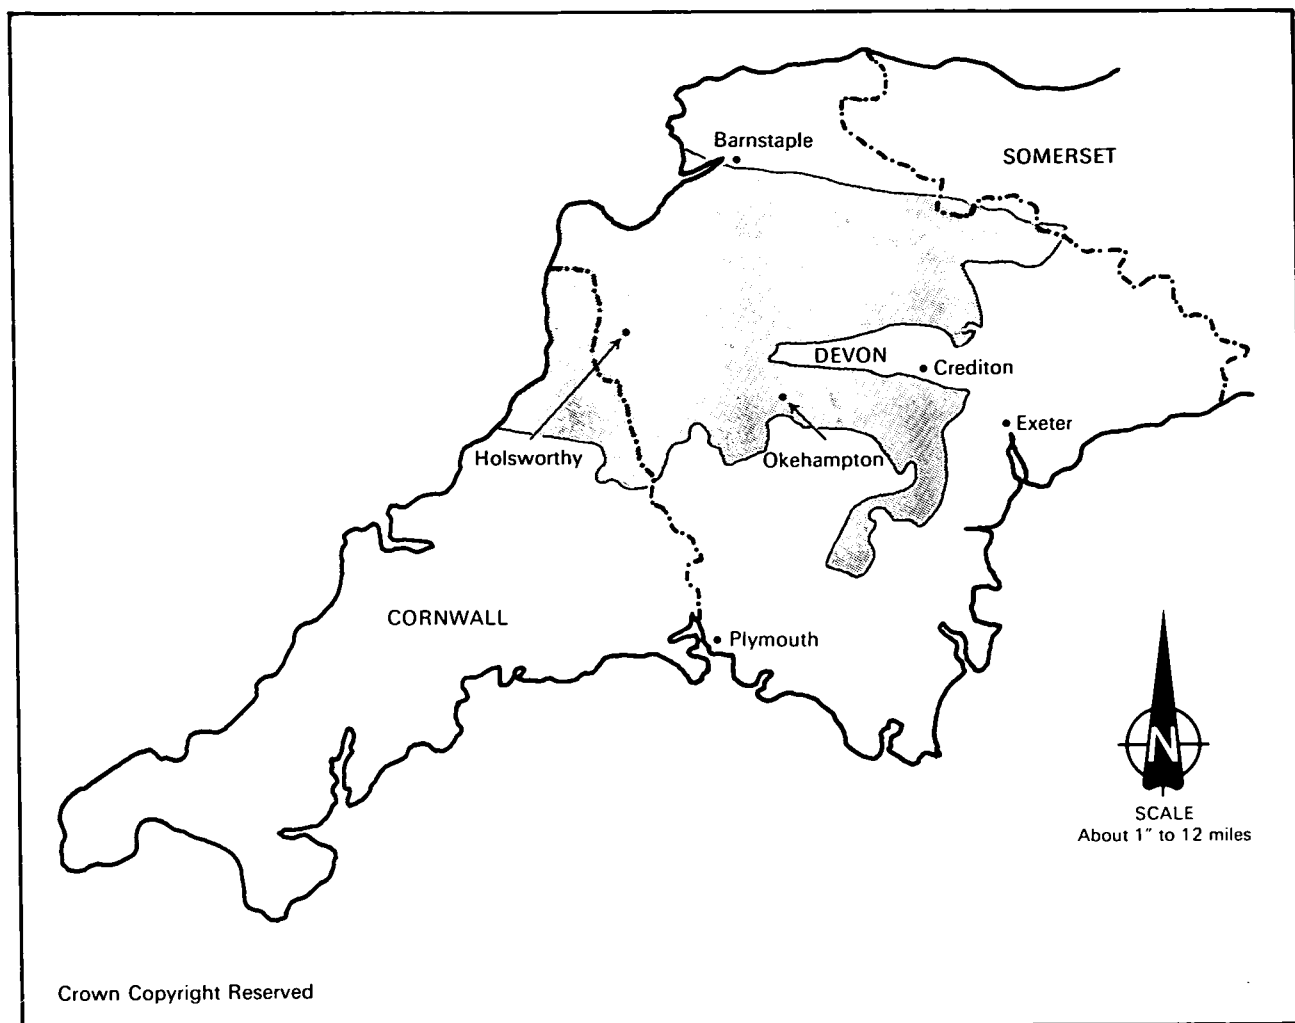 Barnstaple
SOMERSET
DEVON
Crediton
Exeter
Holsworthy
Okehampton
CORNWALL
Plymouth
N
SCALE
About 1" to 12 miles
Crown Copyright Reserved